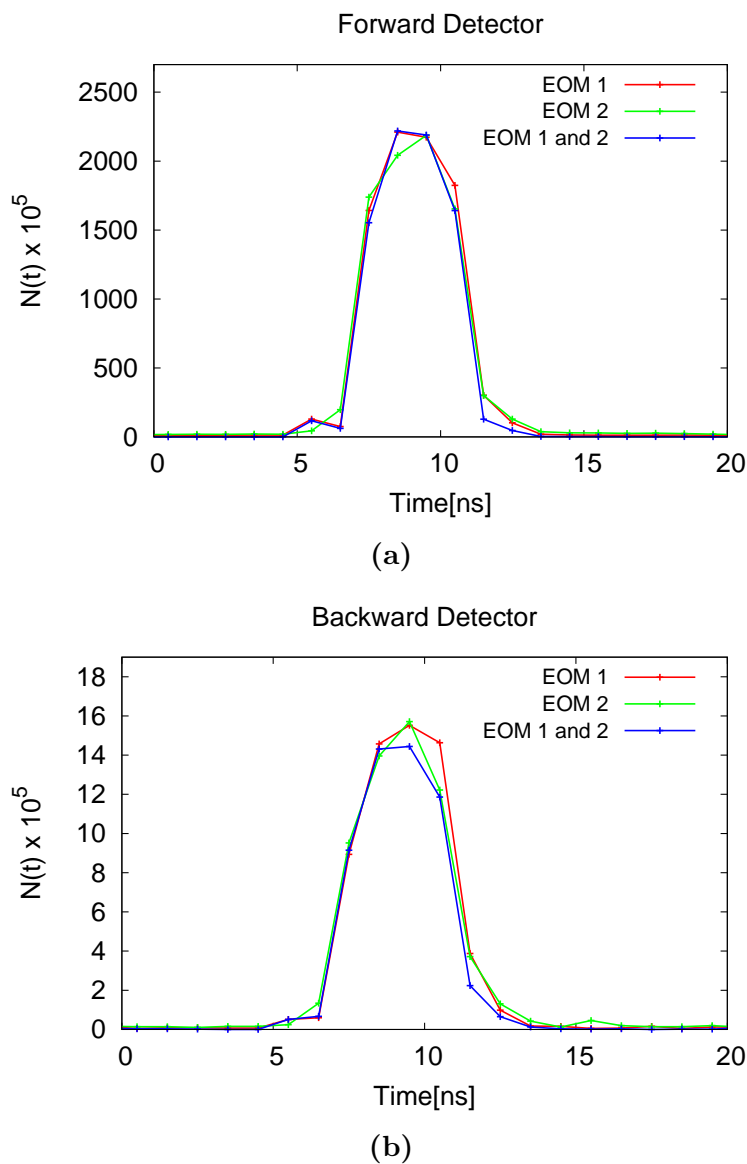 Forward Detector
N(t) x 10^5
2500
2000
1500
1000
500
0
EOM 1
EOM 2
EOM 1 and 2
0 5 10 15 20
Time[ns]
(a)
Backward Detector
N(t) x 10^5
18
16
14
12
10
8
6
4
2
0
EOM 1
EOM 2
EOM 1 and 2
0 5 10 15 20
Time[ns]
(b)